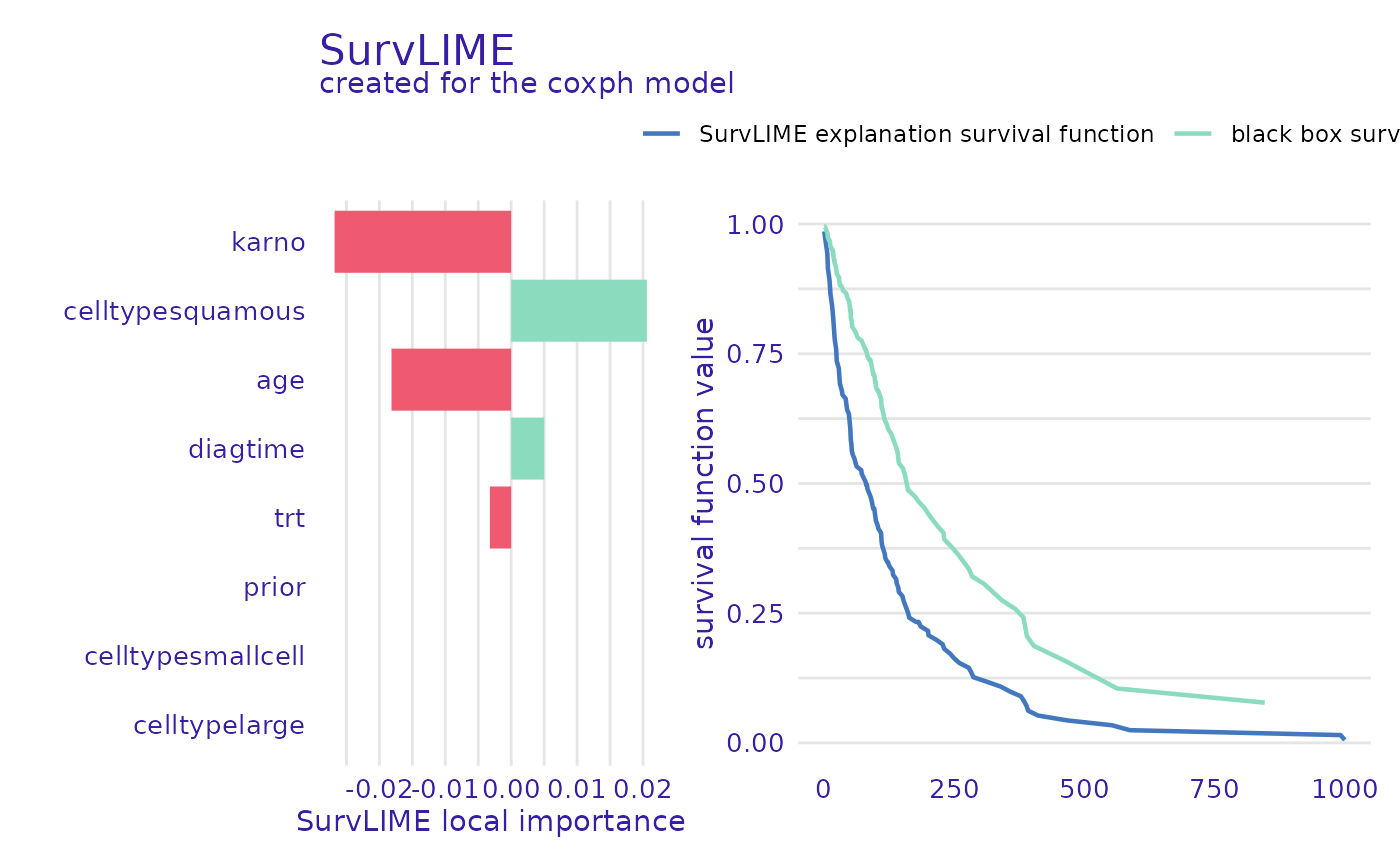 SurvLIME
created for the coxph model
SurvLIME explanation survival function
black box surv
karno
celltypesquamous
age
diagtime
trt
prior
celltypesmallcell
celltypelarge
-0.02 -0.01 0.00 0.01 0.02
SurvLIME local importance
survival function value
1.00
0.75
0.50
0.25
0.00
0 250 500 750 1000